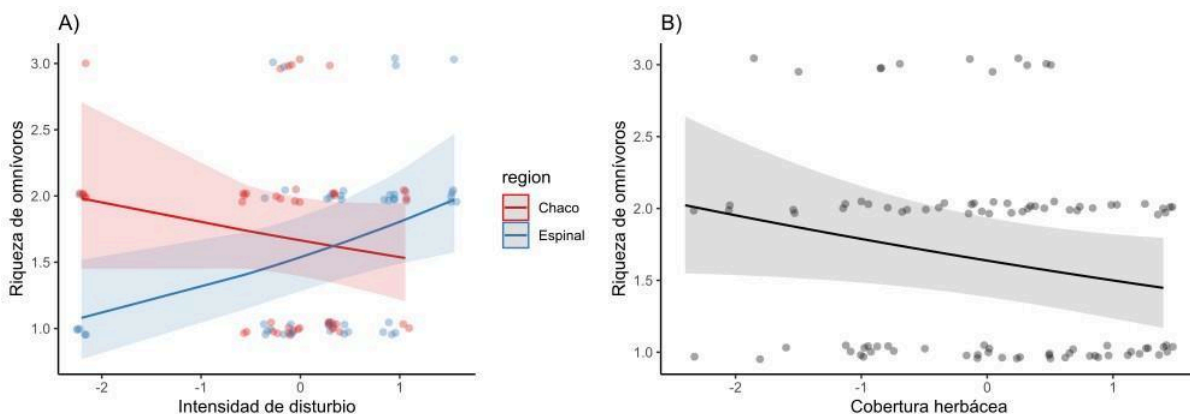 A)
Riqueza de omnívoros
3.0
2.5
2.0
1.5
1.0
-2 -1 0 1
Intensidad de disturbio
region
Chaco
Espinal
B)
Riqueza de omnívoros
3.0
2.5
2.0
1.5
1.0
-2 -1 0 1
Cobertura herbácea